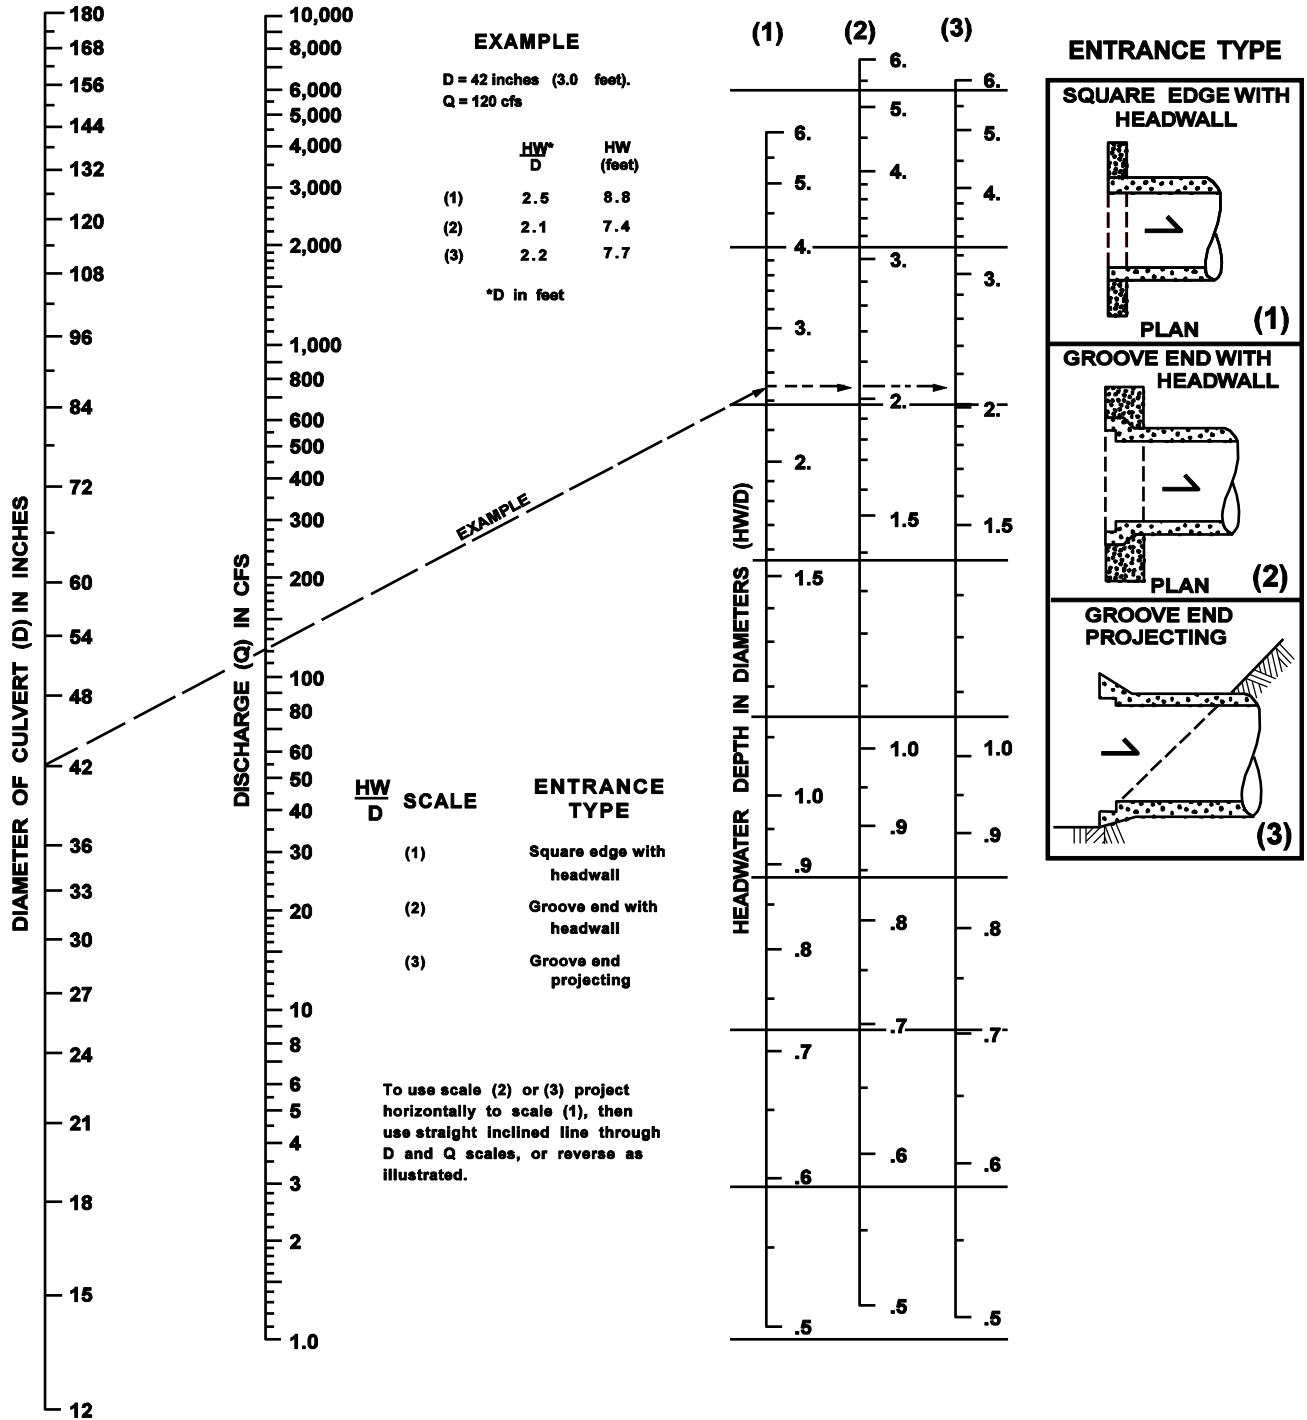 180
168
156
144
132
120
108
96
84
72
60
54
48
42
36
33
30
27
24
21
18
15
12
DIAMETER OF CULVERT (D) IN INCHES
10,000
8,000
6,000
5,000
4,000
3,000
2,000
1,000
800
600
500
400
300
200
100
80
60
50
40
30
20
10
8
6
5
4
3
2
1.0
DISCHARGE (Q) IN CFS
EXAMPLE
D = 42 inches (3.0 feet).
Q = 120 cfs
HW* HW
D (feet)
(1) 2.5 8.8
(2) 2.1 7.4
(3) 2.2 7.7
*D in feet
EXAMPLE
HW
D
SCALE
ENTRANCE
TYPE
(1) Square edge with
headwall
(2) Groove end with
headwall
(3) Groove end
projecting
To use scale (2) or (3) project
horizontally to scale (1), then
use straight inclined line through
D and Q scales, or reverse as
illustrated.
HEADWATER DEPTH IN DIAMETERS (HW/D)
(1)
6.
5.
4.
3.
2.
1.5
1.0
.9
.8
.7
.6
.5
(2)
6.
5.
4.
3.
2.
1.5
1.0
.9
.8
.7
.6
.5
(3)
6.
5.
4.
3.
2.
1.5
1.0
.9
.8
.7
.6
.5
ENTRANCE TYPE
SQUARE EDGE WITH
HEADWALL
PLAN
(1)
GROOVE END WITH
HEADWALL
PLAN
(2)
GROOVE END
PROJECTING
(3)